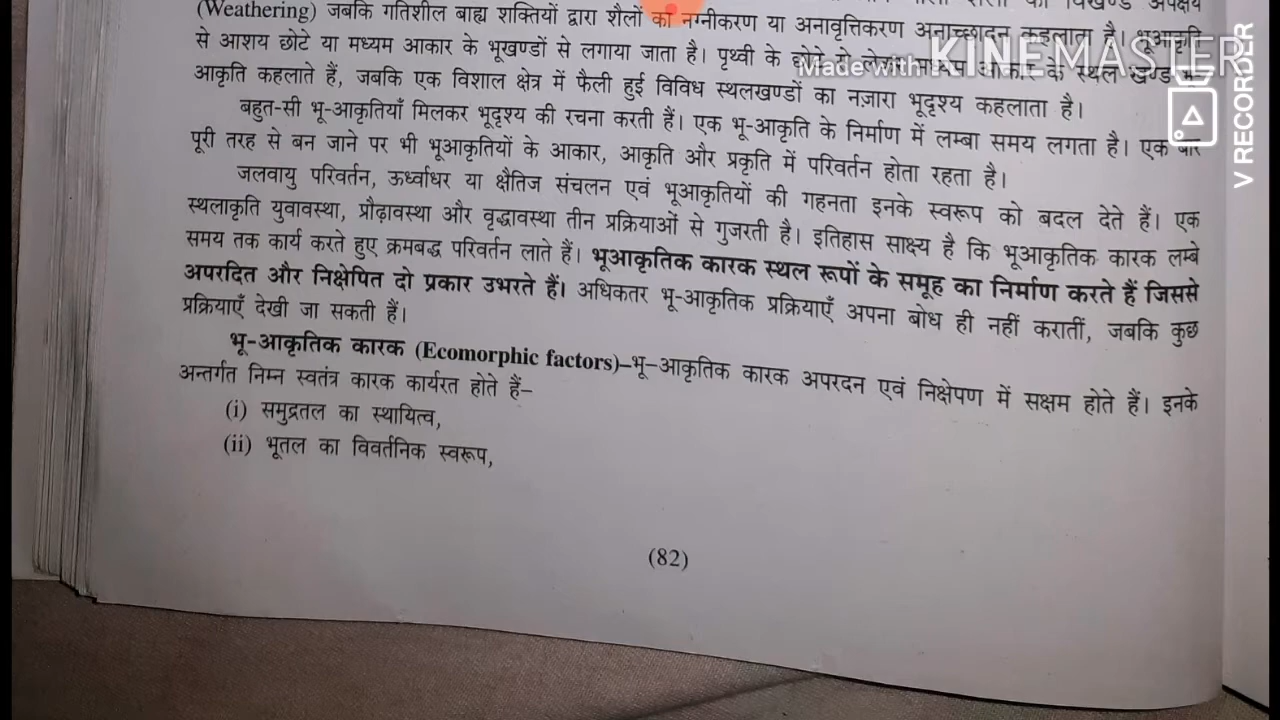 (Weathering) जबकि गतिशील बाह्य शक्तियों द्वारा शैलों का नग्नीकरण या अनावृत्तिकरण अनाच्छादन कहलाता है। भूआकृति
से आशय छोटे या मध्यम आकार के भूखण्डों से लगाया जाता है। पृथ्वी के छोटे से लेकर मध्यम आकार के स्थल खण्ड भू-
आकृति कहलाते हैं, जबकि एक विशाल क्षेत्र में फैली हुई विविध स्थलखण्डों का नज़ारा भूदृश्य कहलाता है।
बहुत-सी भू-आकृतियाँ मिलकर भूदृश्य की रचना करती हैं। एक भू-आकृति के निर्माण में लम्बा समय लगता है। एक बार
पूरी तरह से बन जाने पर भी भूआकृतियों के आकार, आकृति और प्रकृति में परिवर्तन होता रहता है।
जलवायु परिवर्तन, ऊर्ध्वाधर या क्षैतिज संचलन एवं भूआकृतियों की गहनता इनके स्वरूप को बदल देते हैं। एक
स्थलाकृति युवावस्था, प्रौढ़ावस्था और वृद्धावस्था तीन प्रक्रियाओं से गुजरती है। इतिहास साक्ष्य है कि भूआकृतिक कारक लम्बे
समय तक कार्य करते हुए क्रमबद्ध परिवर्तन लाते हैं। भूआकृतिक कारक स्थल रूपों के समूह का निर्माण करते हैं जिससे
अपरदित और निक्षेपित दो प्रकार उभरते हैं। अधिकतर भू-आकृतिक प्रक्रियाएँ अपना बोध ही नहीं करातीं, जबकि कुछ
प्रक्रियाएँ देखी जा सकती हैं।
भू-आकृतिक कारक (Ecomorphic factors)–भू-आकृतिक कारक अपरदन एवं निक्षेपण में सक्षम होते हैं। इनके
अन्तर्गत निम्न स्वतंत्र कारक कार्यरत होते हैं–
(i) समुद्रतल का स्थायित्व,
(ii) भूतल का विवर्तनिक स्वरूप,
(82)
Made with KINEMASTER
V RECORDER